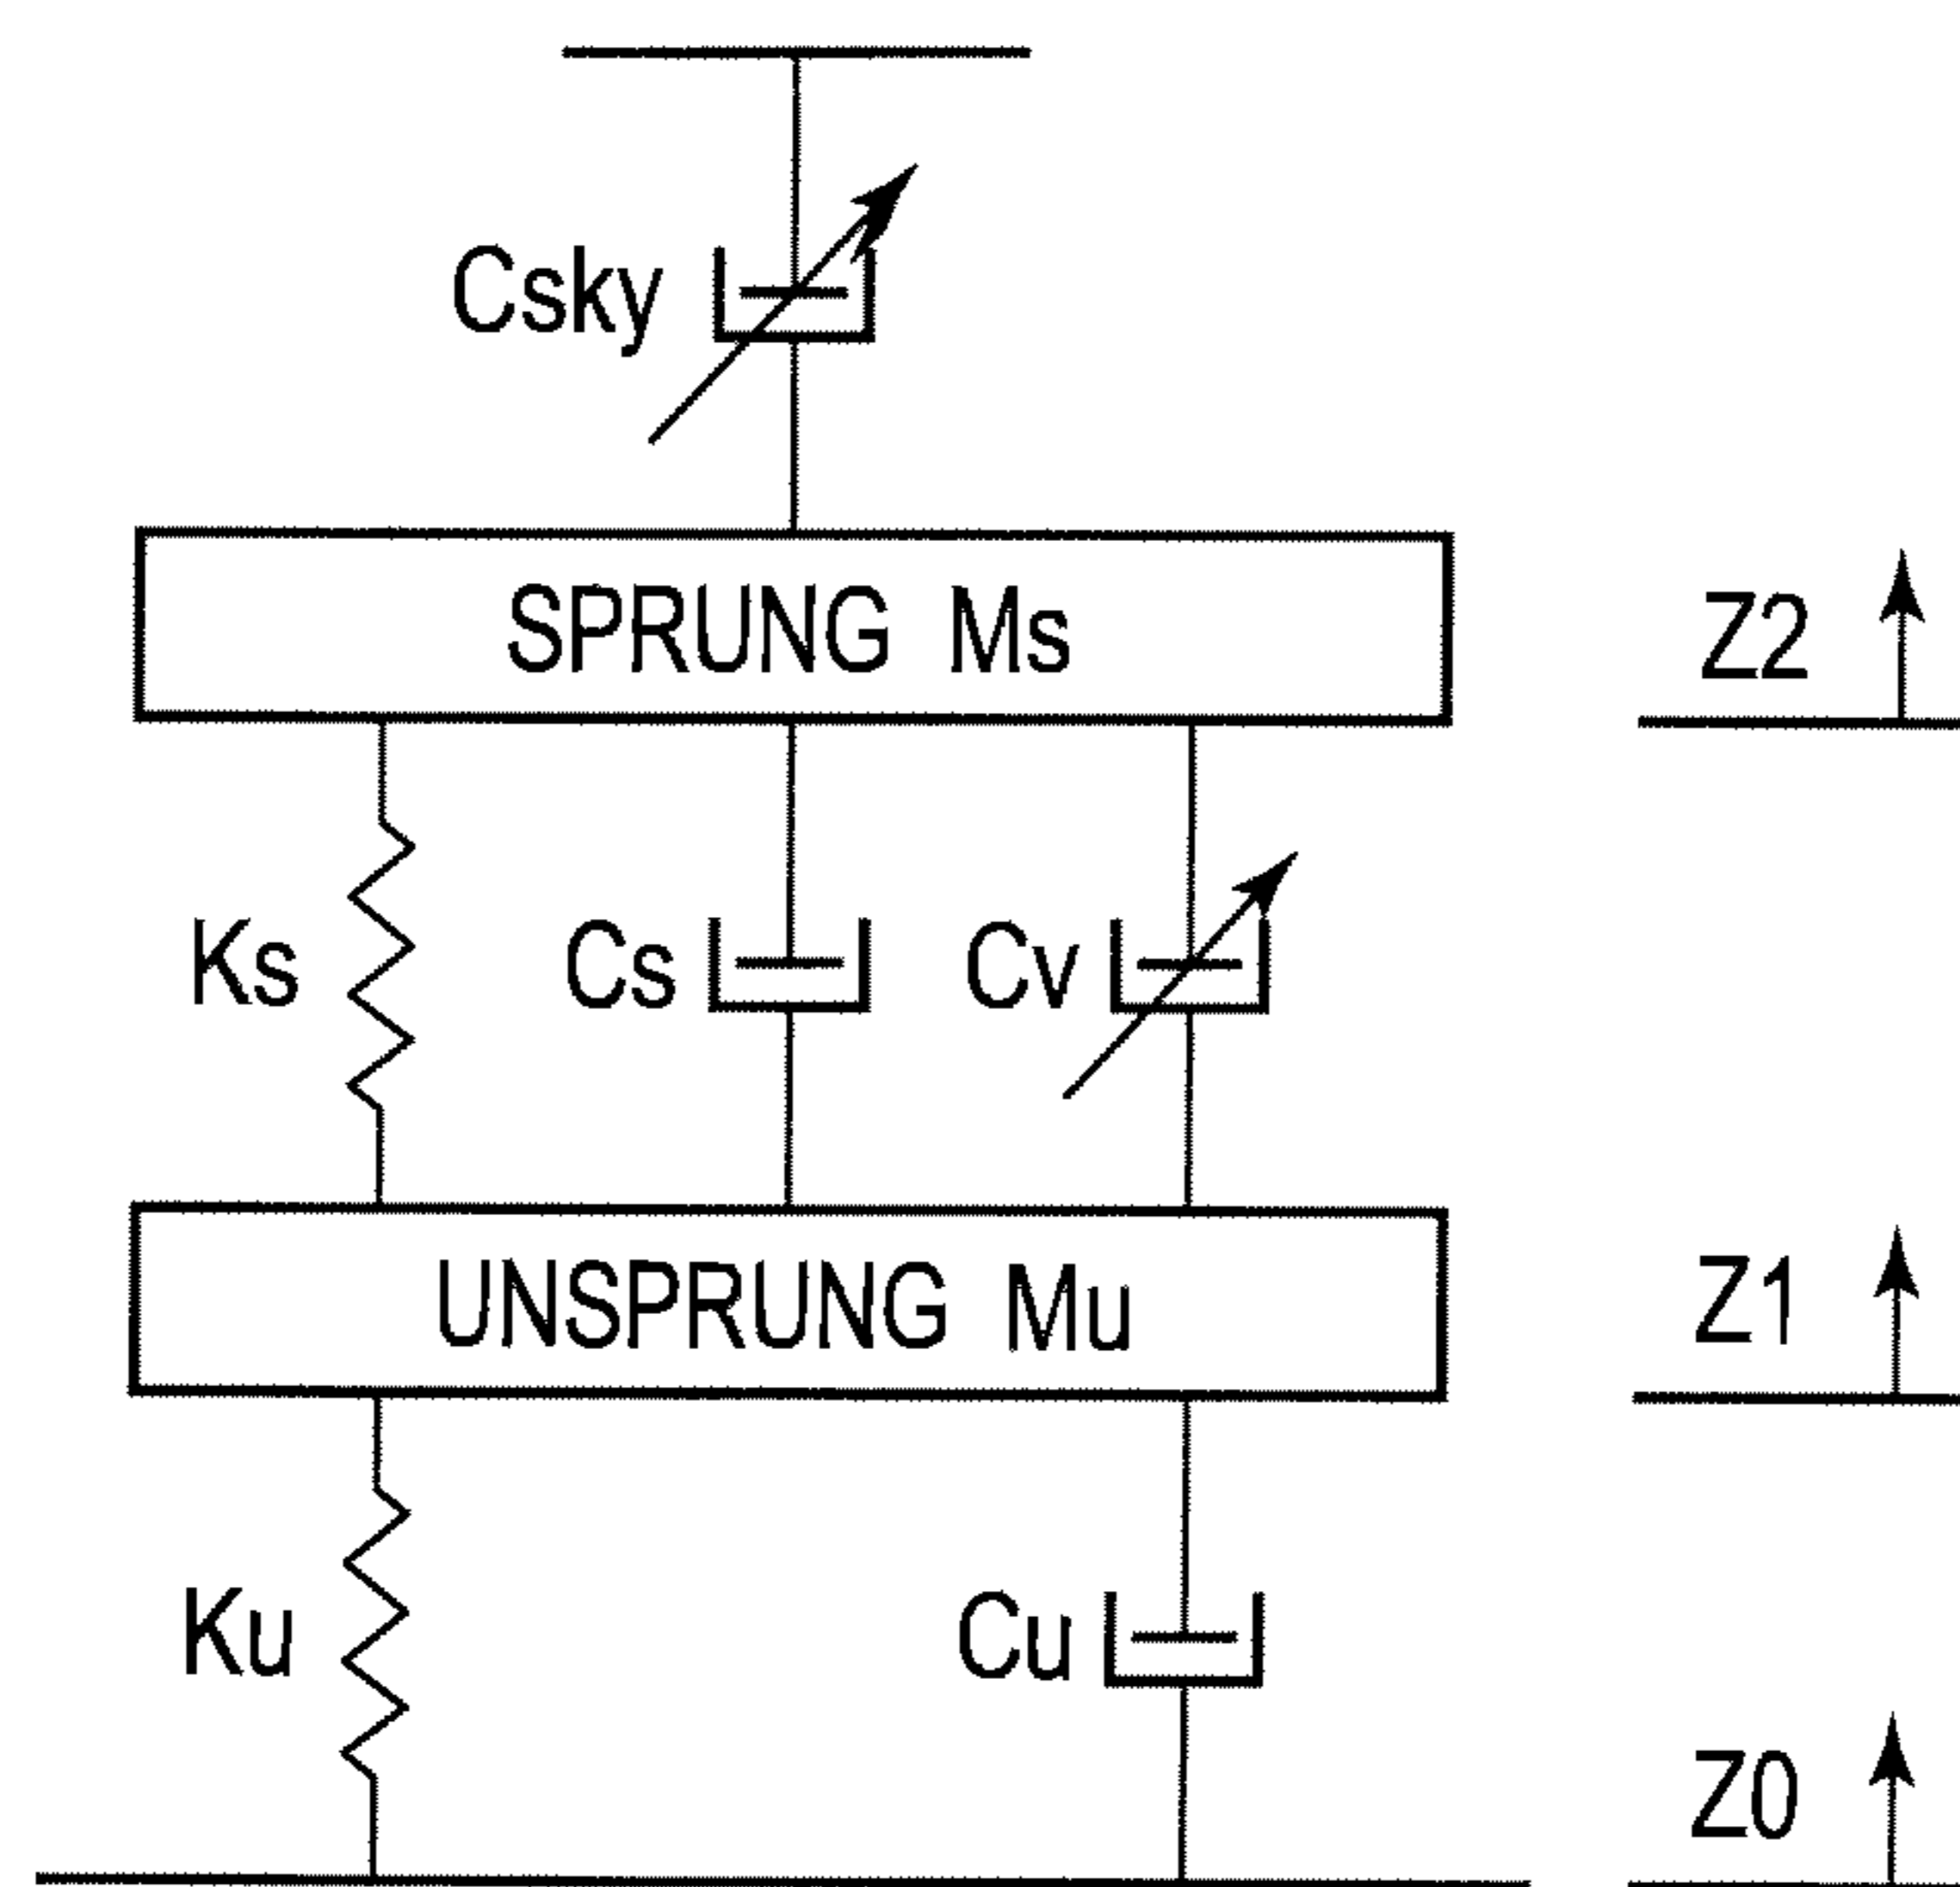 Csky
SPRUNG Ms
Z2
Ks
Cs
Cv
UNSPRUNG Mu
Z1
Ku
Cu
Z0